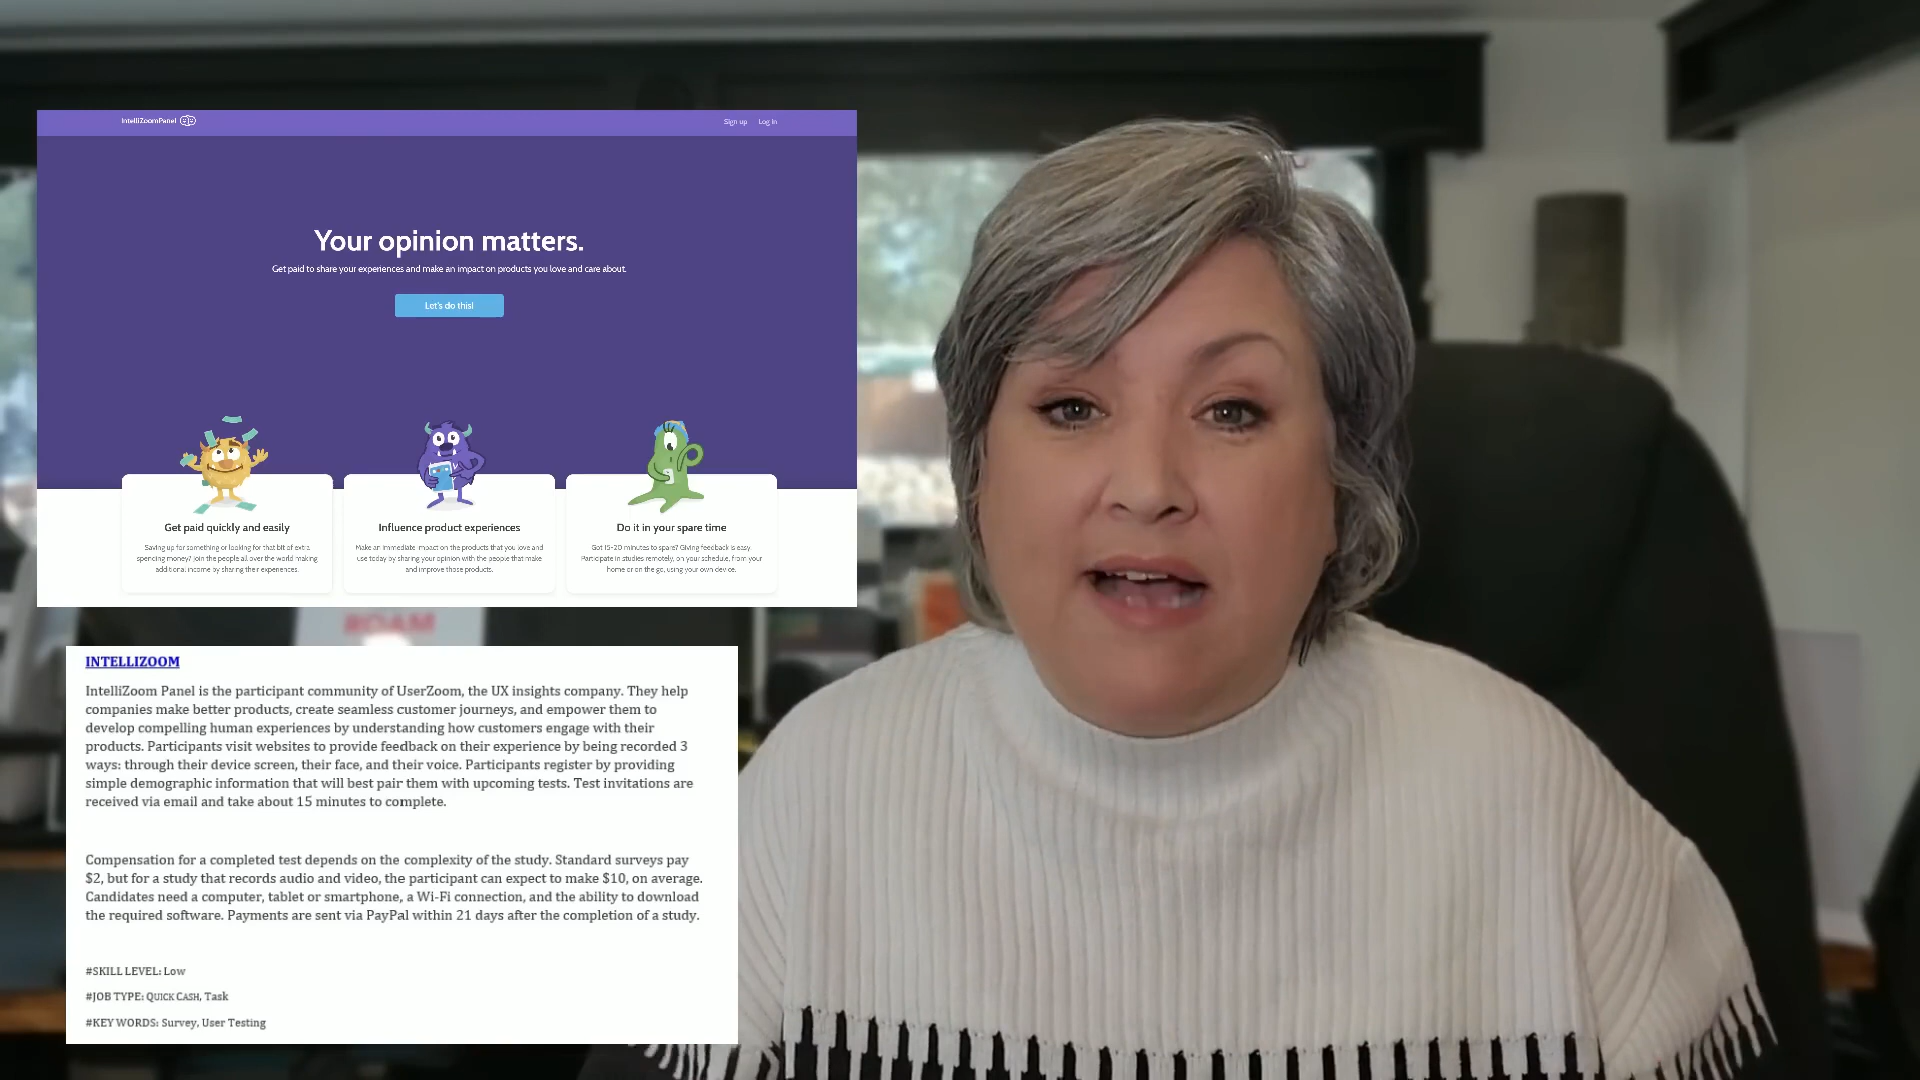 IntelliZoomPanel
Sign up Log in
Your opinion matters.
Get paid to share your experiences and make an impact on products you love and care about.
Let's do this!
Get paid quickly and easily
Saving up for something or looking for that bit of extra
spending money? Join the people all over the world making
additional income by sharing their experiences.
Influence product experiences
Make an immediate impact on the products that you love and
use today by sharing your opinion with the people that make
and improve those products.
Do it in your spare time
Got 15-20 minutes to spare? Giving feedback is easy.
Participate in studies remotely, on your schedule, from your
home or on the go, using your own device.
ROAM
INTELLIZOOM
IntelliZoom Panel is the participant community of UserZoom, the UX insights company. They help
companies make better products, create seamless customer journeys, and empower them to
develop compelling human experiences by understanding how customers engage with their
products. Participants visit websites to provide feedback on their experience by being recorded 3
ways: through their device screen, their face, and their voice. Participants register by providing
simple demographic information that will best pair them with upcoming tests. Test invitations are
received via email and take about 15 minutes to complete.
Compensation for a completed test depends on the complexity of the study. Standard surveys pay
$2, but for a study that records audio and video, the participant can expect to make $10, on average.
Candidates need a computer, tablet or smartphone, a Wi-Fi connection, and the ability to download
the required software. Payments are sent via PayPal within 21 days after the completion of a study.
#SKILL LEVEL: Low
#JOB TYPE: QUICK CASH, Task
#KEY WORDS: Survey, User Testing